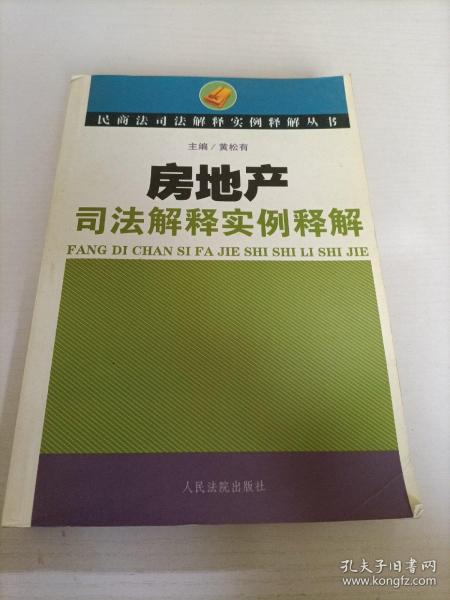 民商法司法解释实例释解丛书
主编/黄松有
房地产
司法解释实例释解
FANG DI CHAN SI FA JIE SHI SHI LI SHI JIE
人民法院出版社
孔夫子旧书网
www.kongfz.com